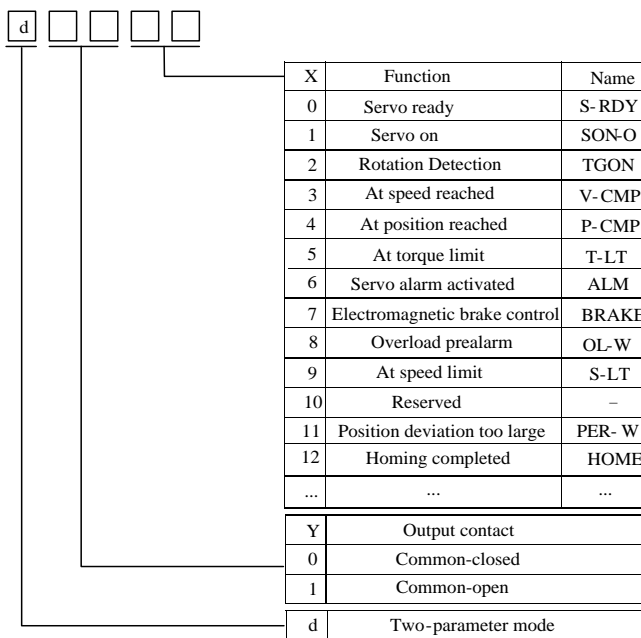 d
X Function Name
0 Servo ready S-RDY
1 Servo on SON-O
2 Rotation Detection TGON
3 At speed reached V-CMP
4 At position reached P-CMP
5 At torque limit T-LT
6 Servo alarm activated ALM
7 Electromagnetic brake control BRAKE
8 Overload prealarm OL-W
9 At speed limit S-LT
10 Reserved –
11 Position deviation too large PER-W
12 Homing completed HOME
... ... ...
Y Output contact
0 Common-closed
1 Common-open
d Two-parameter mode